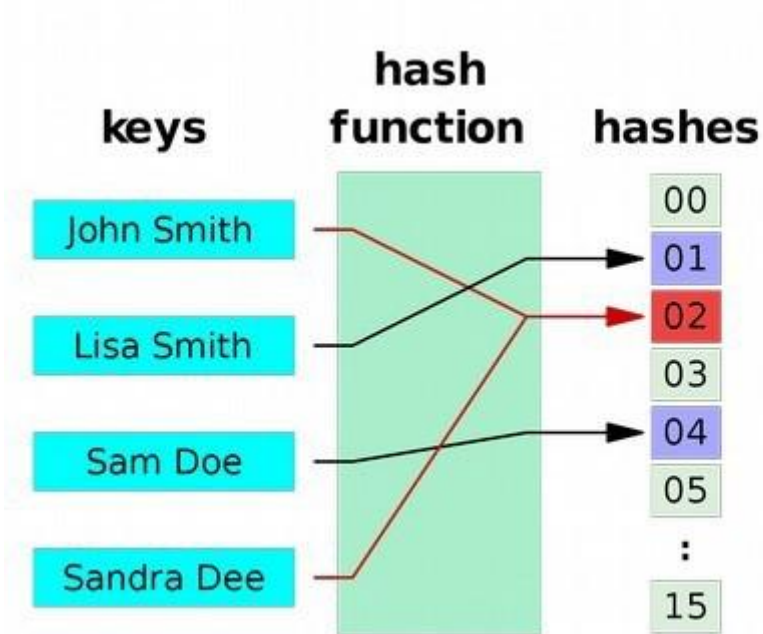 keys
hash
function
hashes
John Smith
Lisa Smith
Sam Doe
Sandra Dee
00
01
02
03
04
05
:
15